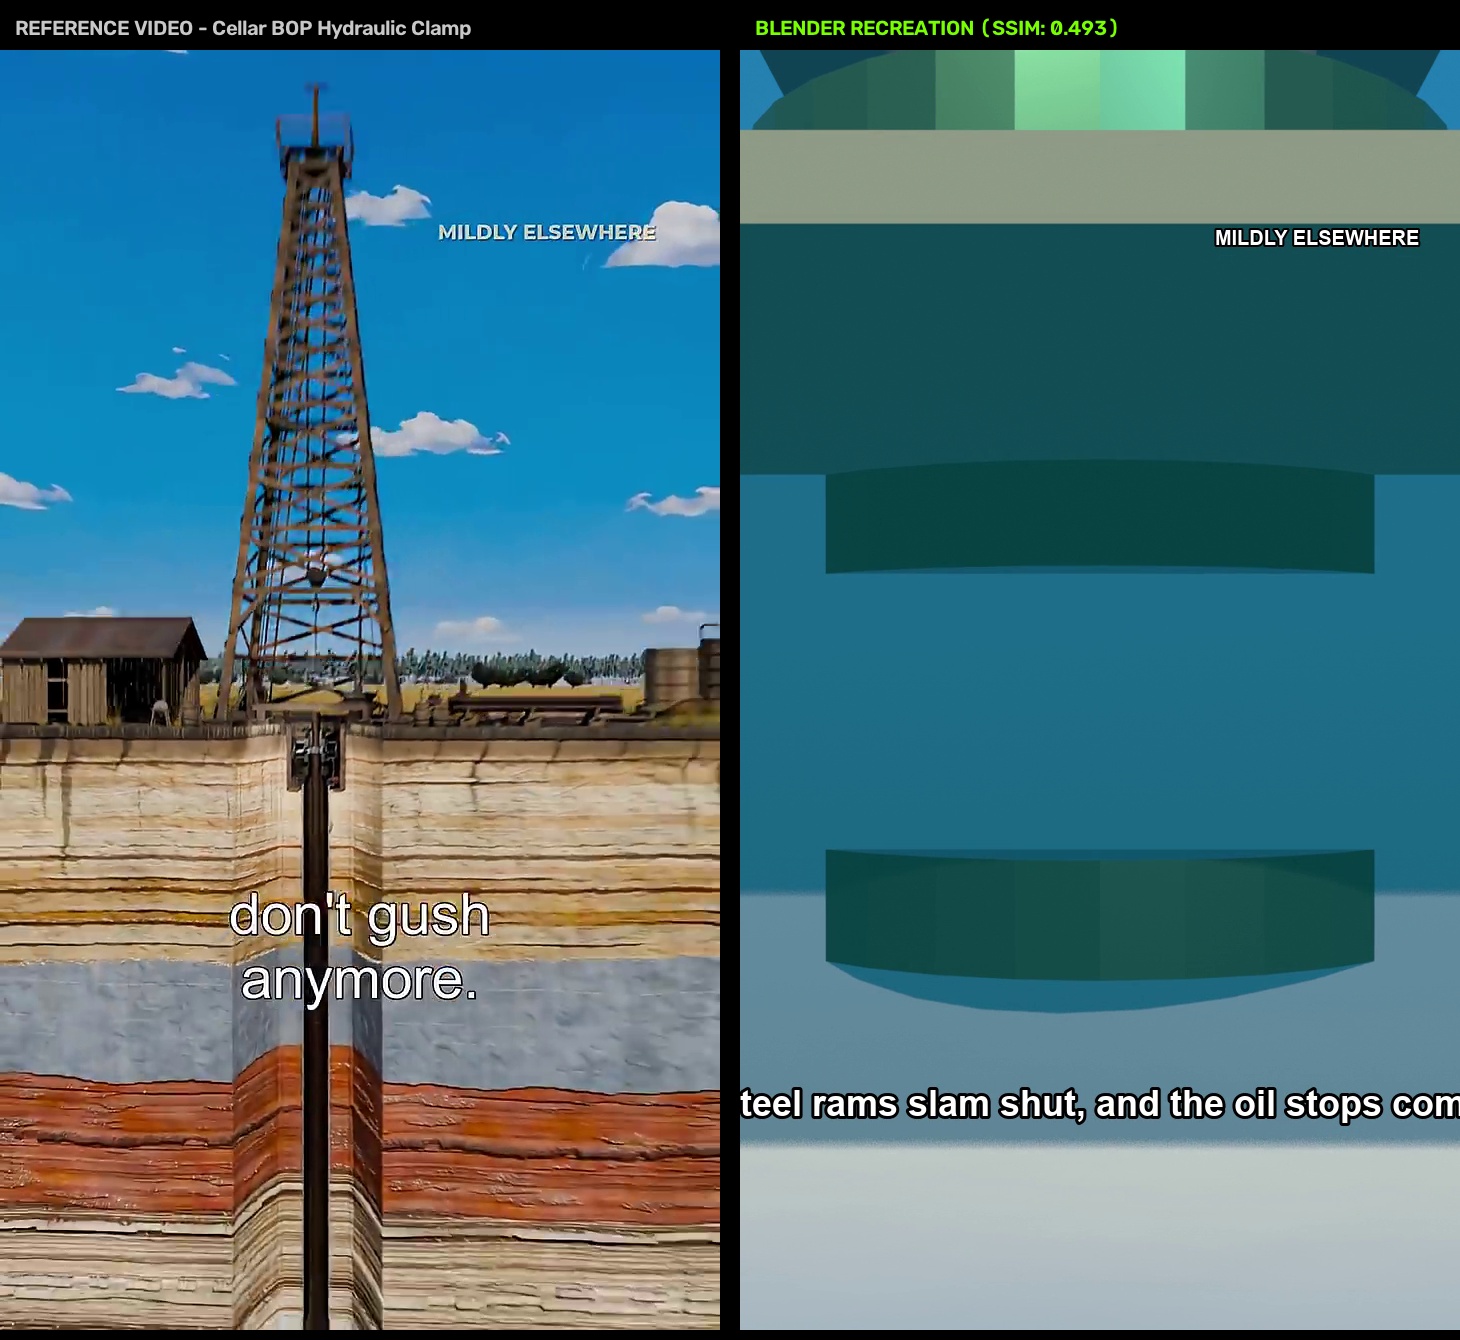 REFERENCE VIDEO - Cellar BOP Hydraulic Clamp
BLENDER RECREATION (SSIM: 0.493)
MILDLY ELSEWHERE
MILDLY ELSEWHERE
don't gush
anymore.
teel rams slam shut, and the oil stops com